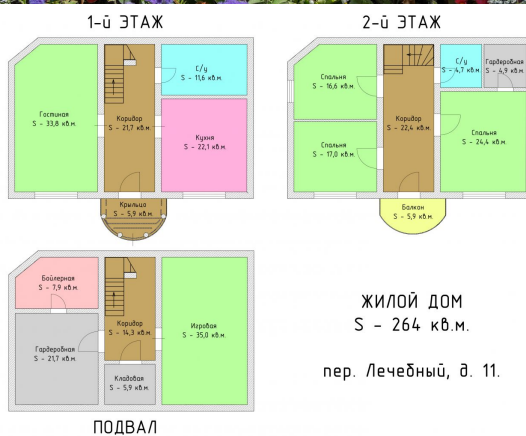 1-й ЭТАЖ
2-й ЭТАЖ
Гостиная
S - 33,8 кв.м.
Коридор
S - 21,7 кв.м.
С/у
S - 11,6 кв.м.
Кухня
S - 22,1 кв.м.
Крыльцо
S - 5,9 кв.м.
Спальня
S - 16,6 кв.м.
Спальня
S - 17,0 кв.м.
Коридор
S - 22,4 кв.м.
С/у
S - 4,7 кв.м.
Гардеровная
S - 4,9 кв.м.
Спальня
S - 24,4 кв.м.
Балкон
S - 5,9 кв.м.
Бойлерная
S - 7,9 кв.м.
Гардеровная
S - 21,7 кв.м.
Коридор
S - 14,3 кв.м.
Кладовая
S - 5,9 кв.м.
Игровая
S - 35,0 кв.м.
ПОДВАЛ
ЖИЛОЙ ДОМ
S - 264 кв.м.
пер. Лечебный, д. 11.